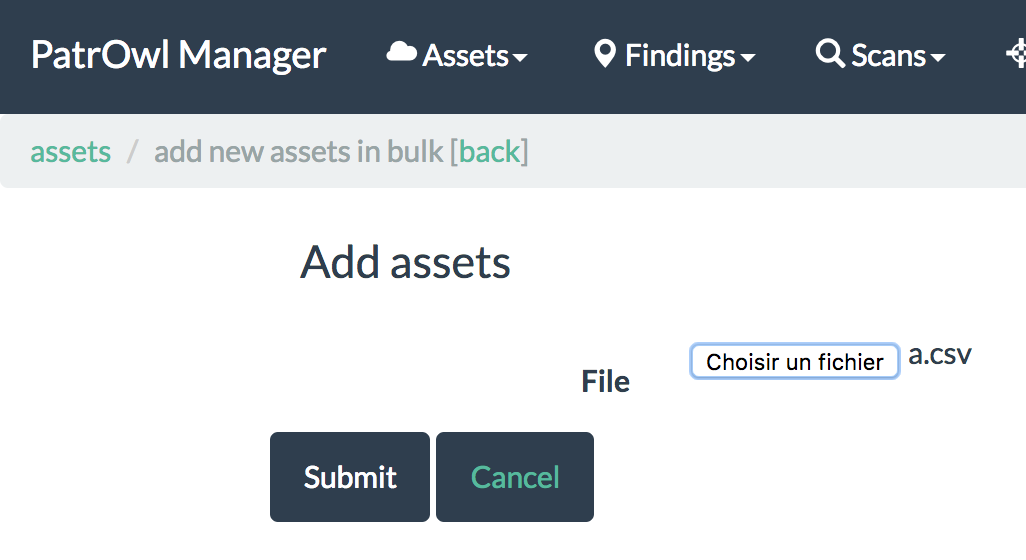 PatrOwl Manager Assets Findings Scans
assets / add new assets in bulk [back]
Add assets
File Choisir un fichier a.csv
Submit Cancel